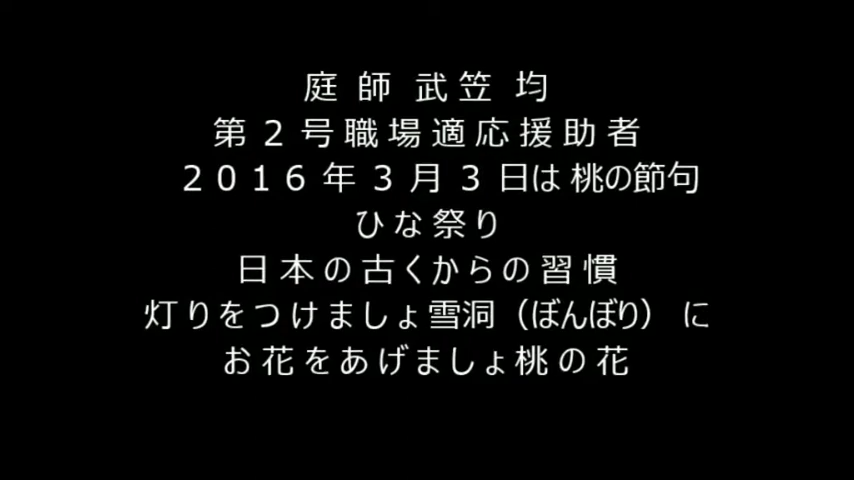 庭師 武笠 均
第2号職場適応援助者
2016年3月3日は 桃の節句
ひな祭り
日本の古くからの習慣
灯りをつけましょ雪洞(ぼんぼり)に
お花をあげましょ桃の花